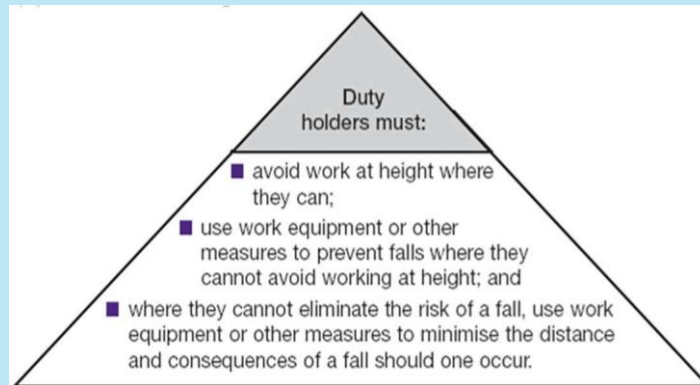 Duty
holders must:
■ avoid work at height where
they can;
■ use work equipment or other
measures to prevent falls where they
cannot avoid working at height; and
■ where they cannot eliminate the risk of a fall, use work
equipment or other measures to minimise the distance
and consequences of a fall should one occur.